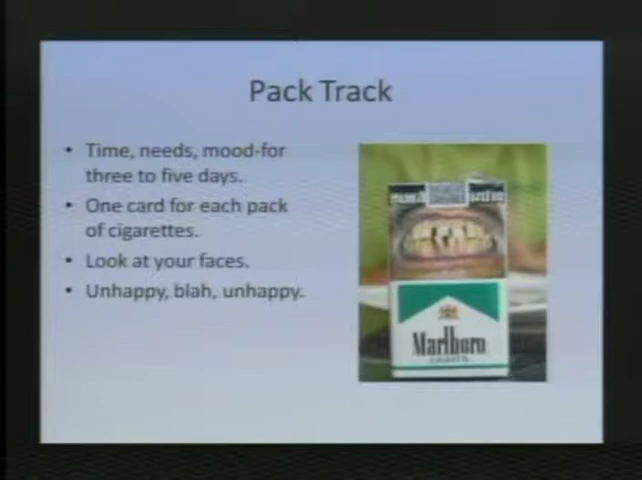 Pack Track
• Time, needs, mood-for
three to five days.
• One card for each pack
of cigarettes.
• Look at your faces.
• Unhappy, blah, unhappy.
Marlboro
LIGHTS